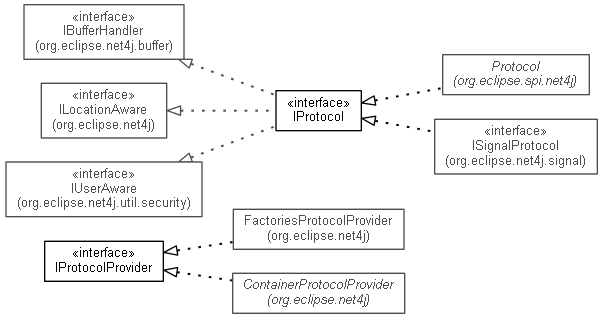 «interface»
IBufferHandler
(org.eclipse.net4j.buffer)
«interface»
ILocationAware
(org.eclipse.net4j)
«interface»
IUserAware
(org.eclipse.net4j.util.security)
«interface»
IProtocol
Protocol
(org.eclipse.spi.net4j)
«interface»
ISignalProtocol
(org.eclipse.net4j.signal)
«interface»
IProtocolProvider
FactoriesProtocolProvider
(org.eclipse.net4j)
ContainerProtocolProvider
(org.eclipse.net4j)